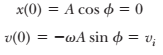 x(0) = A cos ϕ = 0
v(0) = −ωA sin ϕ = vᵢ